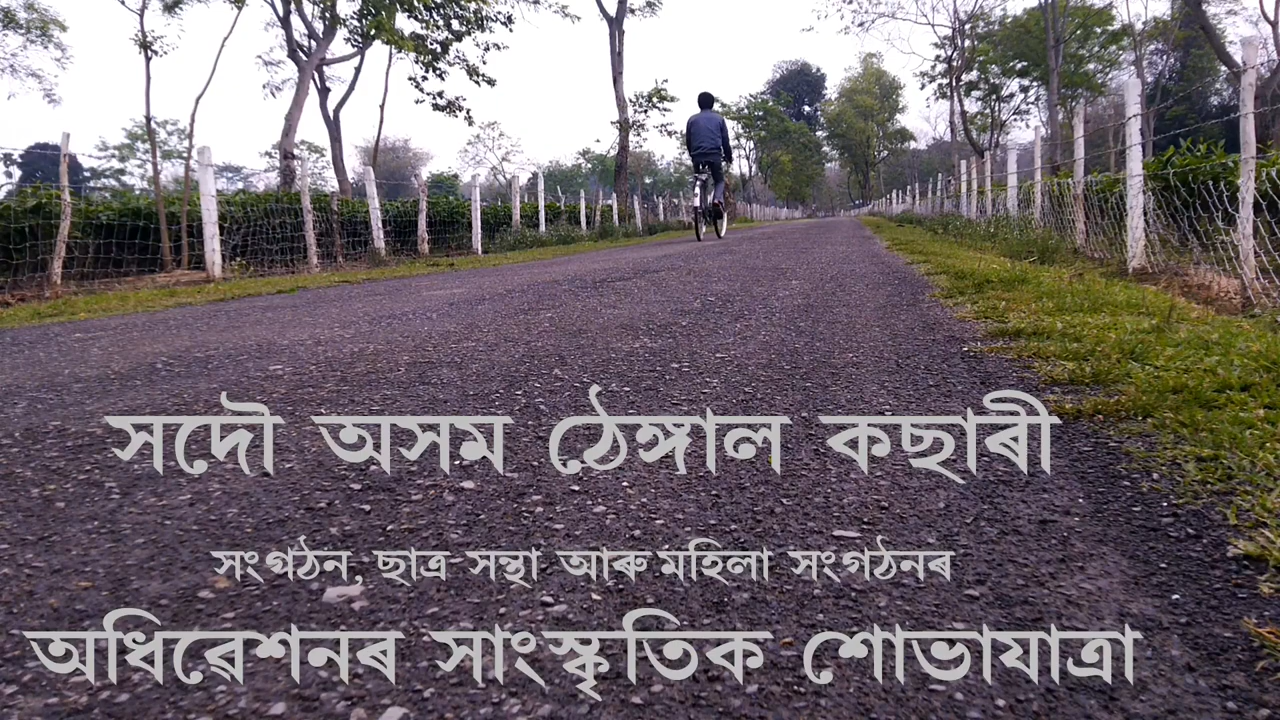 সদৌ অসম ঠেঙ্গাল কছাৰী
সংগঠন, ছাত্ৰ সন্থা আৰু মহিলা সংগঠনৰ
অধিৱেশনৰ সাংস্কৃতিক শোভাযাত্ৰা